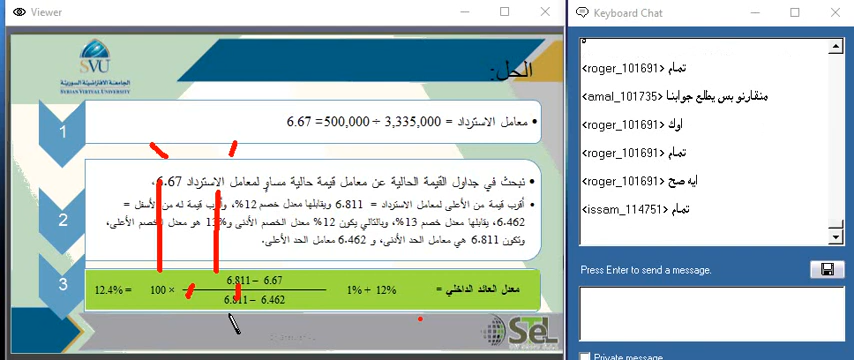 Viewer
Keyboard Chat
SVU
الجامعة الافتراضية السورية
SYRIAN VIRTUAL UNIVERSITY
الحل:
1
• معامل الاسترداد = 3,335,000 ÷ 500,000= 6.67
2
• نبحث في جداول القيمة الحالية عن معامل قيمة حالية مساوٍ لمعامل الاسترداد 6.67،
• أقرب قيمة من الأعلى لمعامل الاسترداد = 6.811 ويقابلها معدل خصم 12%، وأقرب قيمة له من الأسفل =
6.462، يقابلها معدل خصم 13%، وبالتالي يكون 12% معدل الخصم الأدنى و13% هو معدل الخصم الأعلى،
وتكون 6.811 هي معامل الحد الأدنى، و 6.462 معامل الحد الأعلى.
3
معدل العائد الداخلي =
12% + 1%
6.811 – 6.67
6.811 – 6.462
12.4% = 100 ×
SeL
<roger_101691> تمام
<amal_101735> منقارنو بس يطلع جوابنا
<roger_101691> اوك
<roger_101691> تمام
<roger_101691> ايه صح
<issam_114751> تمام
Press Enter to send a message.
Private message